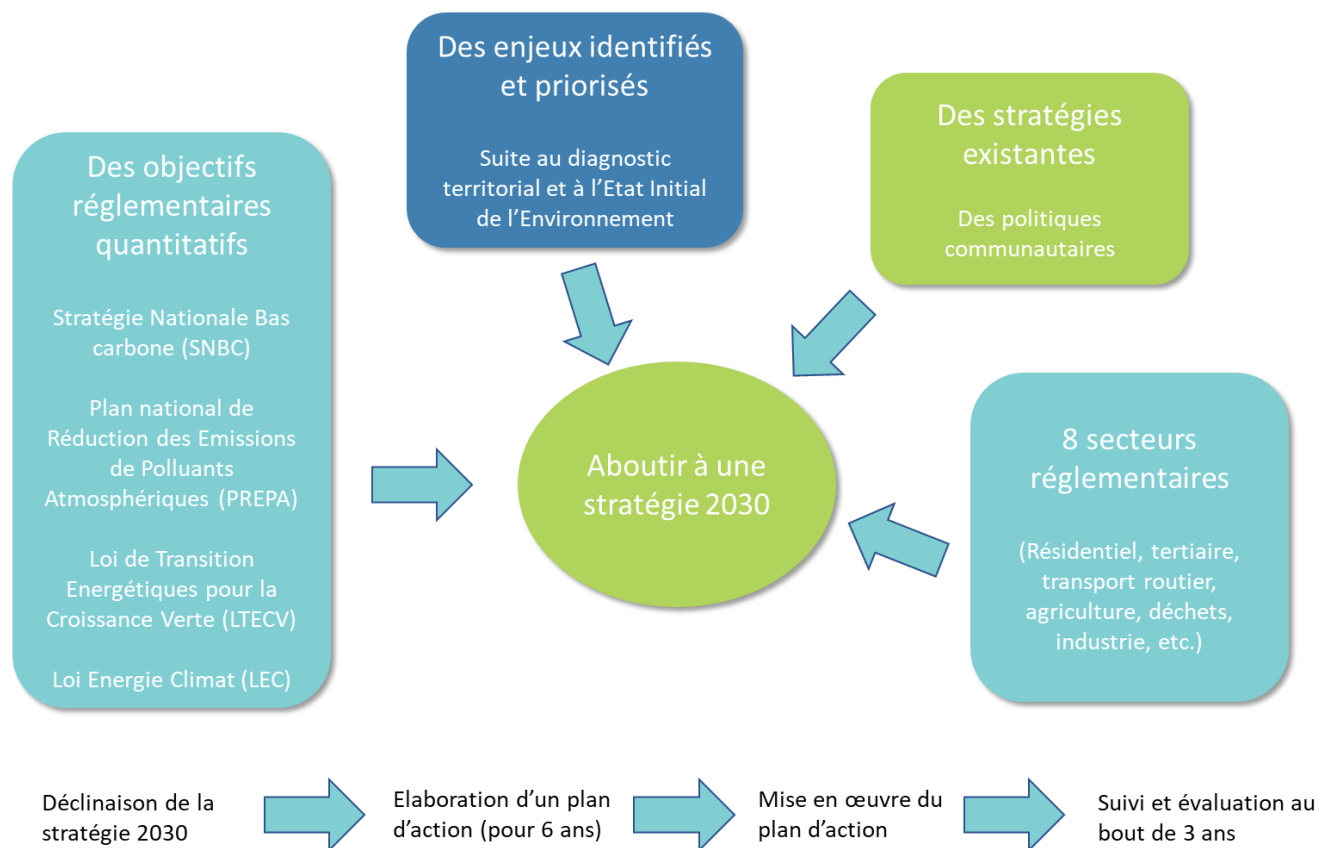 Des objectifs
réglementaires
quantitatifs
Stratégie Nationale Bas
carbone (SNBC)
Plan national de
Réduction des Emissions
de Polluants
Atmosphériques (PREPA)
Loi de Transition
Energétiques pour la
Croissance Verte (LTECV)
Loi Energie Climat (LEC)
Des enjeux identifiés
et priorisés
Suite au diagnostic
territorial et à l’Etat Initial
de l’Environnement
Des stratégies
existantes
Des politiques
communautaires
8 secteurs
réglementaires
(Résidentiel, tertiaire,
transport routier,
agriculture, déchets,
industrie, etc.)
Aboutir à une
stratégie 2030
Déclinaison de la
stratégie 2030
Elaboration d’un plan
d’action (pour 6 ans)
Mise en œuvre du
plan d’action
Suivi et évaluation au
bout de 3 ans